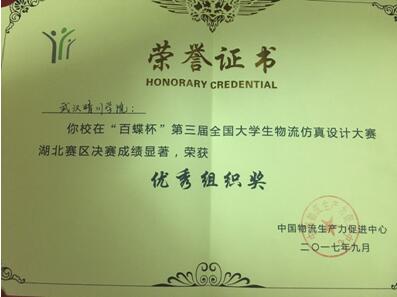 荣誉证书
HONORARY CREDENTIAL
武汉晴川学院：
你校在“百蝶杯”第三届全国大学生物流仿真设计大赛
湖北赛区决赛成绩显著，荣获
优秀组织奖
中国物流生产力促进中心
二〇一七年九月